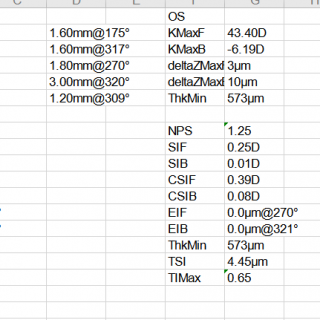 C D E F G H
OS
1.60mm@175° KMaxF 43.40D
1.60mm@317° KMaxB -6.19D
1.80mm@270° deltaZMax 3µm
3.00mm@320° deltaZMax 10µm
1.20mm@309° ThkMin 573µm
NPS 1.25
SIF 0.25D
SIB 0.01D
CSIF 0.39D
CSIB 0.08D
EIF 0.0µm@270°
EIB 0.0µm@321°
ThkMin 573µm
TSI 4.45µm
TIMax 0.65